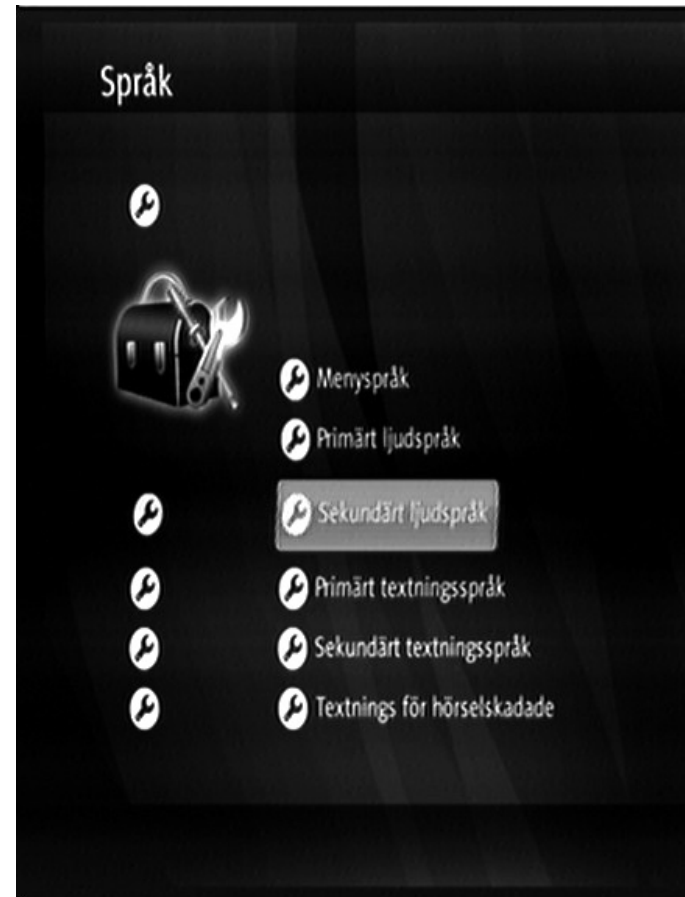 Språk
Menyspråk
Primärt ljudspråk
Sekundärt ljudspråk
Primärt textningsspråk
Sekundärt textningsspråk
Textnings för hörselskadade